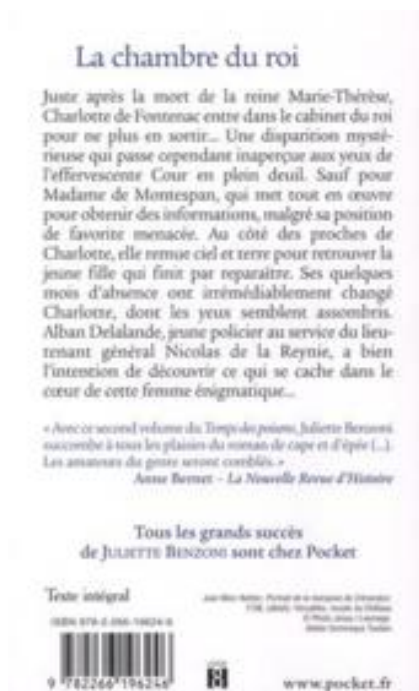 La chambre du roi
Juste après la mort de la reine Marie-Thérèse,
Charlotte de Fontenac entre dans le cabinet du roi
pour ne plus en sortir... Une disparition mysté-
rieuse qui passe cependant inaperçue aux yeux de
l'effervescente Cour en plein deuil. Sauf pour
Madame de Montespan, qui met tout en œuvre
pour obtenir des informations, malgré sa position
de favorite menacée. Au côté des proches de
Charlotte, elle remue ciel et terre pour retrouver la
jeune fille qui finit par reparaître. Ses quelques
mois d'absence ont irrémédiablement changé
Charlotte, dont les yeux semblent assombris.
Alban Delalande, jeune policier au service du lieu-
tenant général Nicolas de la Reynie, a bien
l'intention de découvrir ce qui se cache dans le
cœur de cette femme énigmatique...
« Avec ce second volume du Temps des poisons, Juliette Benzoni
succombe à tous les plaisirs du roman de cape et d'épée (...).
Les amateurs du genre seront comblés. »
Anne Bernet – La Nouvelle Revue d'Histoire
Tous les grands succès
de JULIETTE BENZONI sont chez Pocket
Texte intégral
ISBN 978-2-266-19624-6
9 782266 196246
www.pocket.fr